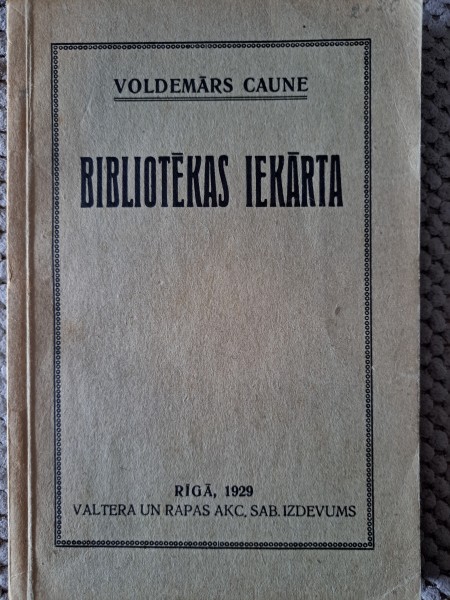 VOLDEMĀRS CAUNE
BIBLIOTĒKAS IEKĀRTA
RĪGĀ, 1929
VALTERA UN RAPAS AKC. SAB. IZDEVUMS